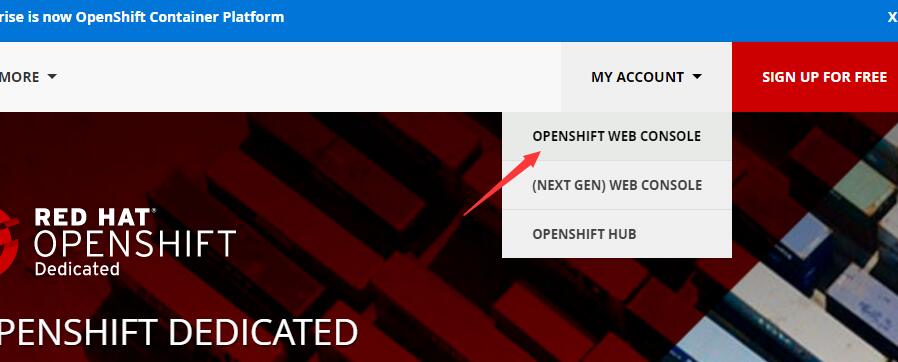 rise is now OpenShift Container Platform X
MORE MY ACCOUNT SIGN UP FOR FREE
OPENSHIFT WEB CONSOLE
(NEXT GEN) WEB CONSOLE
OPENSHIFT HUB
RED HAT®
OPENSHIFT
Dedicated
PENSHIFT DEDICATED